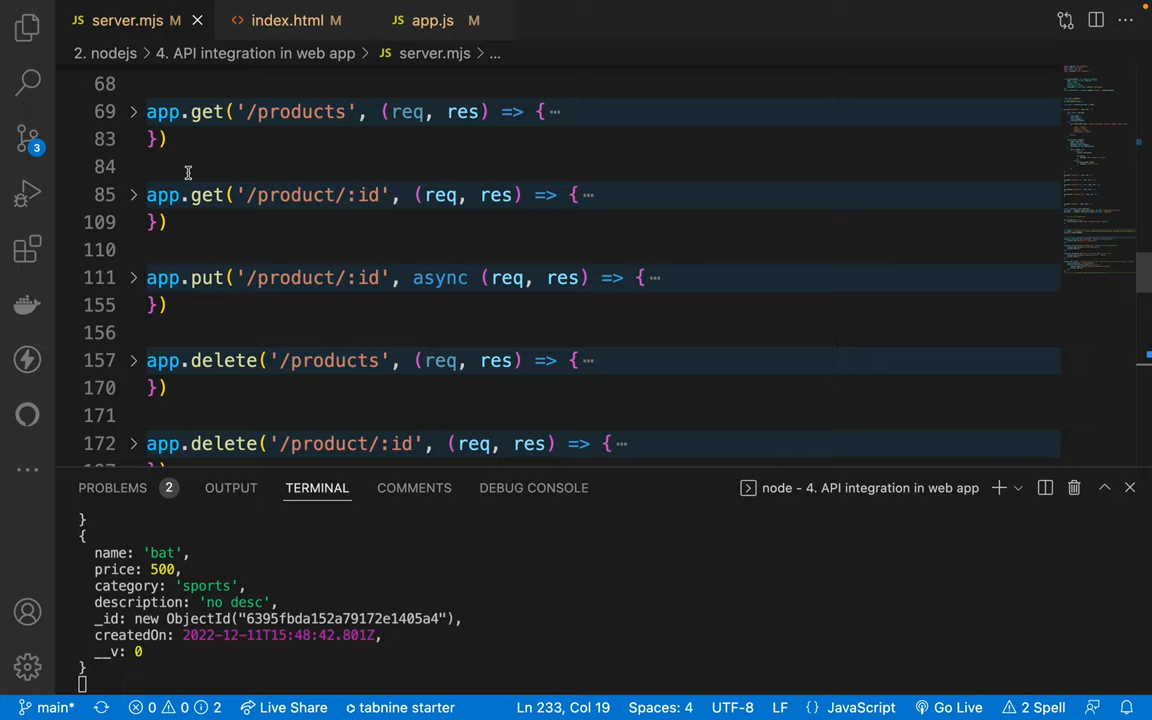 JS server.mjs M × <> index.html M JS app.js M
2. nodejs > 4. API integration in web app > JS server.mjs > ...
68
69 > app.get('/products', (req, res) => {⋯
83 })
84
85 > app.get('/product/:id', (req, res) => {⋯
109 })
110
111 > app.put('/product/:id', async (req, res) => {⋯
155 })
156
157 > app.delete('/products', (req, res) => {⋯
170 })
171
172 > app.delete('/product/:id', (req, res) => {⋯
3
PROBLEMS 2 OUTPUT TERMINAL COMMENTS DEBUG CONSOLE node - 4. API integration in web app
}
{
name: 'bat',
price: 500,
category: 'sports',
description: 'no desc',
_id: new ObjectId("6395fbda152a79172e1405a4"),
createdOn: 2022-12-11T15:48:42.801Z,
__v: 0
}
main* 0 0 2 Live Share tabnine starter Ln 233, Col 19 Spaces: 4 UTF-8 LF {} JavaScript Go Live 2 Spell